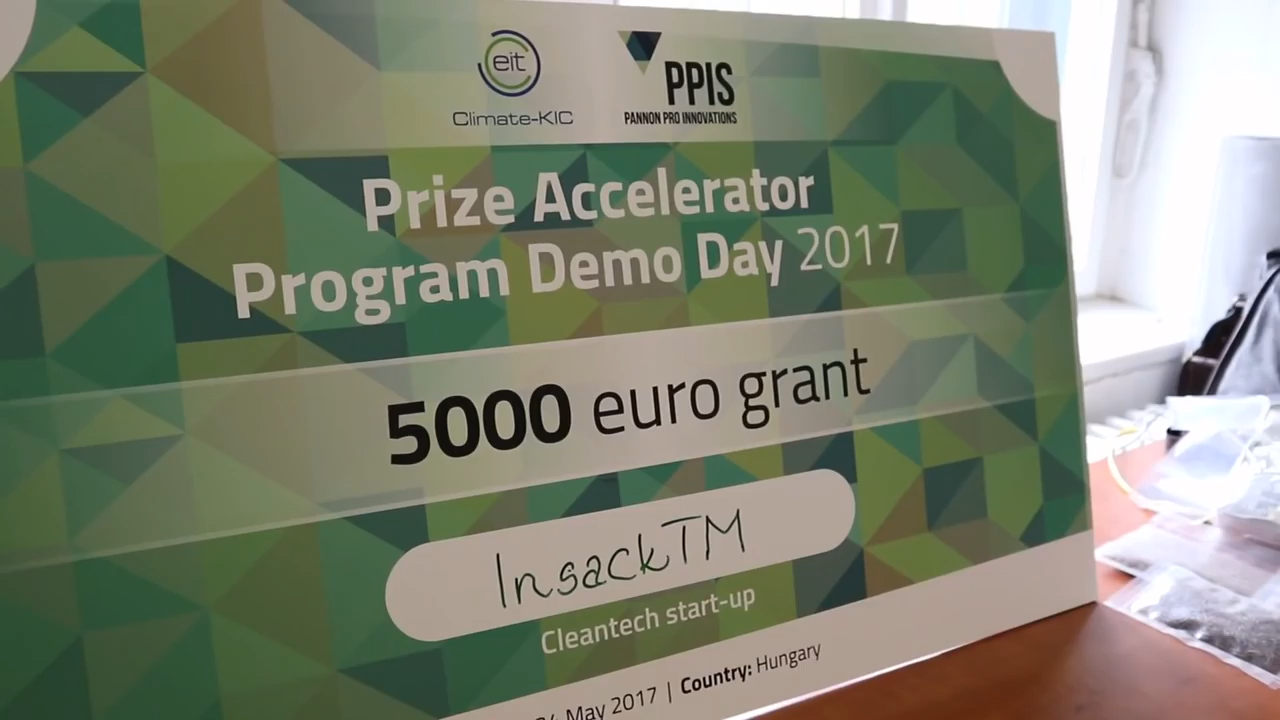 eit
Climate-KIC
PPIS
PANNON PRO INNOVATIONS
Prize Accelerator
Program Demo Day 2017
5000 euro grant
InsackTM
Cleantech start-up
May 2017 | Country: Hungary